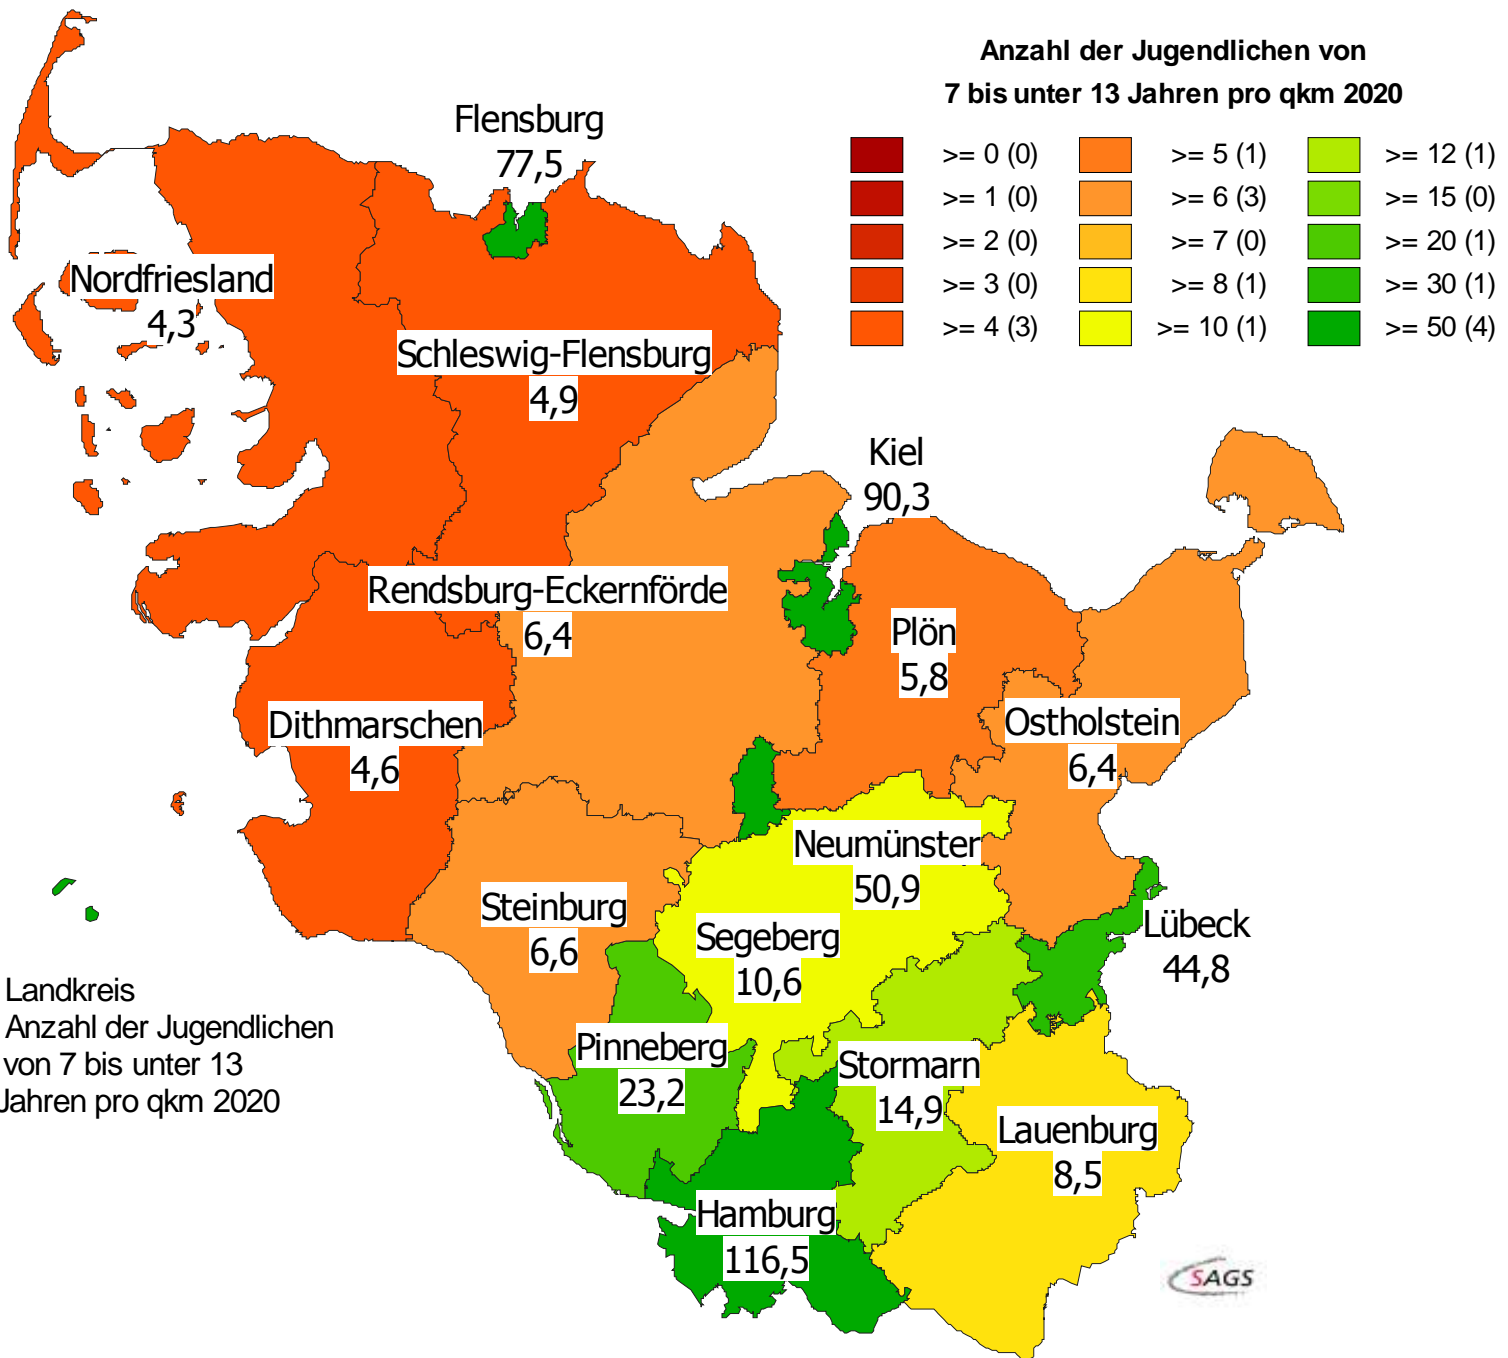 Anzahl der Jugendlichen von
7 bis unter 13 Jahren pro qkm 2020
>= 0 (0)
>= 1 (0)
>= 2 (0)
>= 3 (0)
>= 4 (3)
>= 5 (1)
>= 6 (3)
>= 7 (0)
>= 8 (1)
>= 10 (1)
>= 12 (1)
>= 15 (0)
>= 20 (1)
>= 30 (1)
>= 50 (4)
Flensburg
77,5
Nordfriesland
4,3
Schleswig-Flensburg
4,9
Kiel
90,3
Rendsburg-Eckernförde
6,4
Plön
5,8
Ostholstein
6,4
Dithmarschen
4,6
Neumünster
50,9
Steinburg
6,6
Segeberg
10,6
Lübeck
44,8
Landkreis
Anzahl der Jugendlichen
von 7 bis unter 13
Jahren pro qkm 2020
Pinneberg
23,2
Stormarn
14,9
Lauenburg
8,5
Hamburg
116,5
SAGS